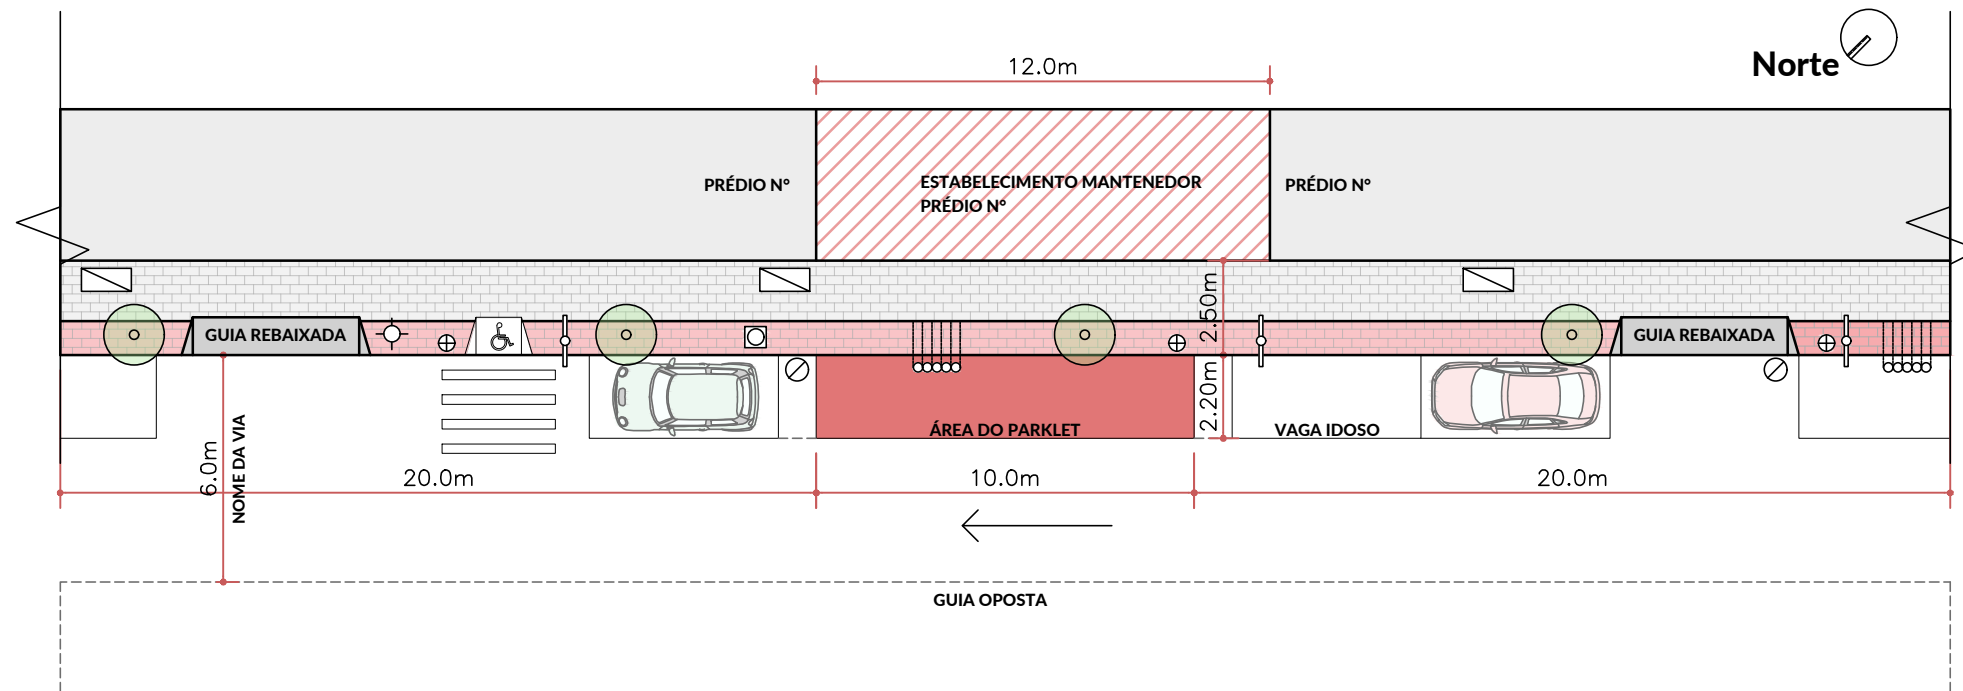 Norte
12.0m
PRÉDIO Nº
ESTABELECIMENTO MANTENEDOR
PRÉDIO Nº
PRÉDIO Nº
2.50m
GUIA REBAIXADA
GUIA REBAIXADA
2.20m
ÁREA DO PARKLET
VAGA IDOSO
6.0m
NOME DA VIA
20.0m
10.0m
20.0m
GUIA OPOSTA